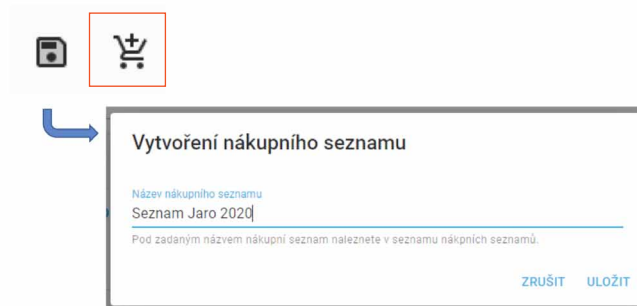 Vytvoření nákupního seznamu
Název nákupního seznamu
Seznam Jaro 2020
Pod zadaným názvem nákupní seznam naleznete v seznamu nákpních seznamů.
ZRUŠIT ULOŽIT